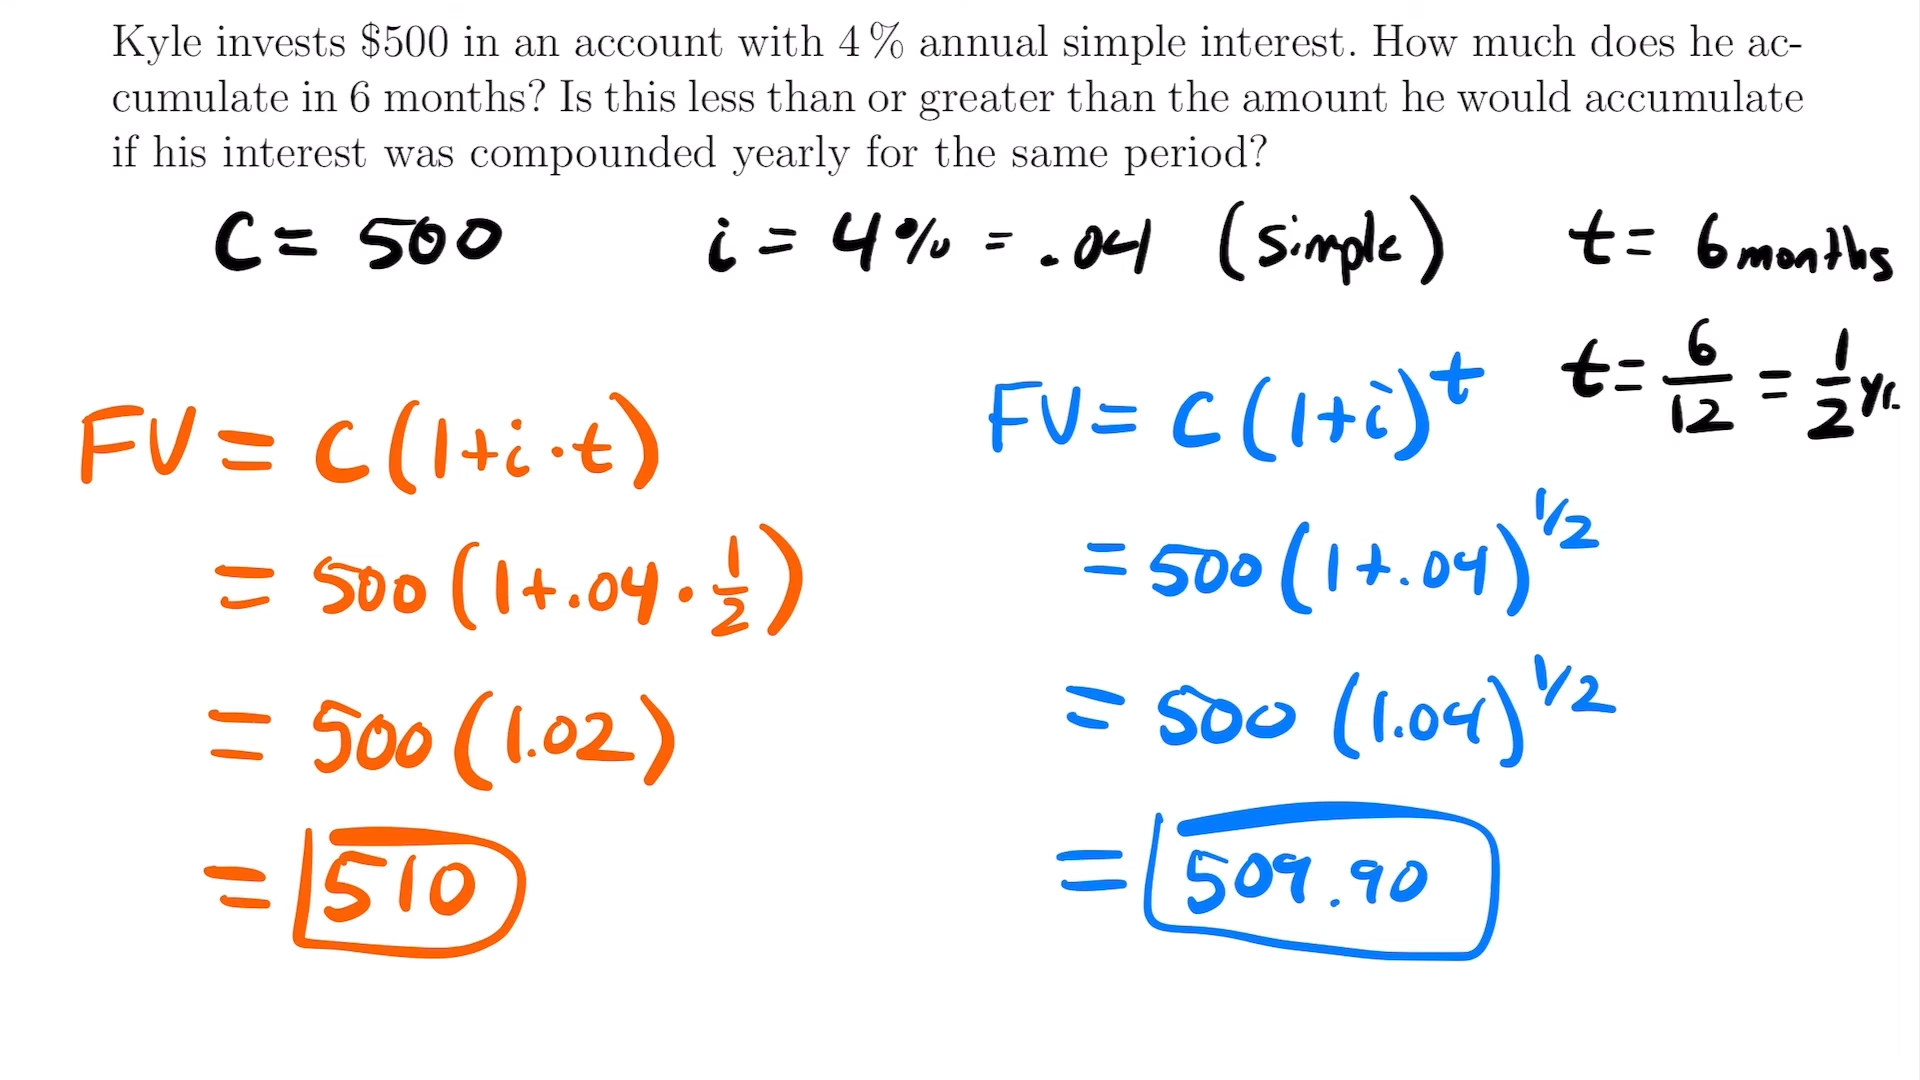 Kyle invests $500 in an account with 4 % annual simple interest. How much does he ac-
cumulate in 6 months? Is this less than or greater than the amount he would accumulate
if his interest was compounded yearly for the same period?
C = 500 i = 4% = .04 (simple) t = 6 months
t = 6/12 = 1/2 yr.
FV = C(1+i·t)
= 500(1+.04·1/2)
= 500(1.02)
= 510
FV = C(1+i)^t
= 500(1+.04)^1/2
= 500(1.04)^1/2
= 509.90